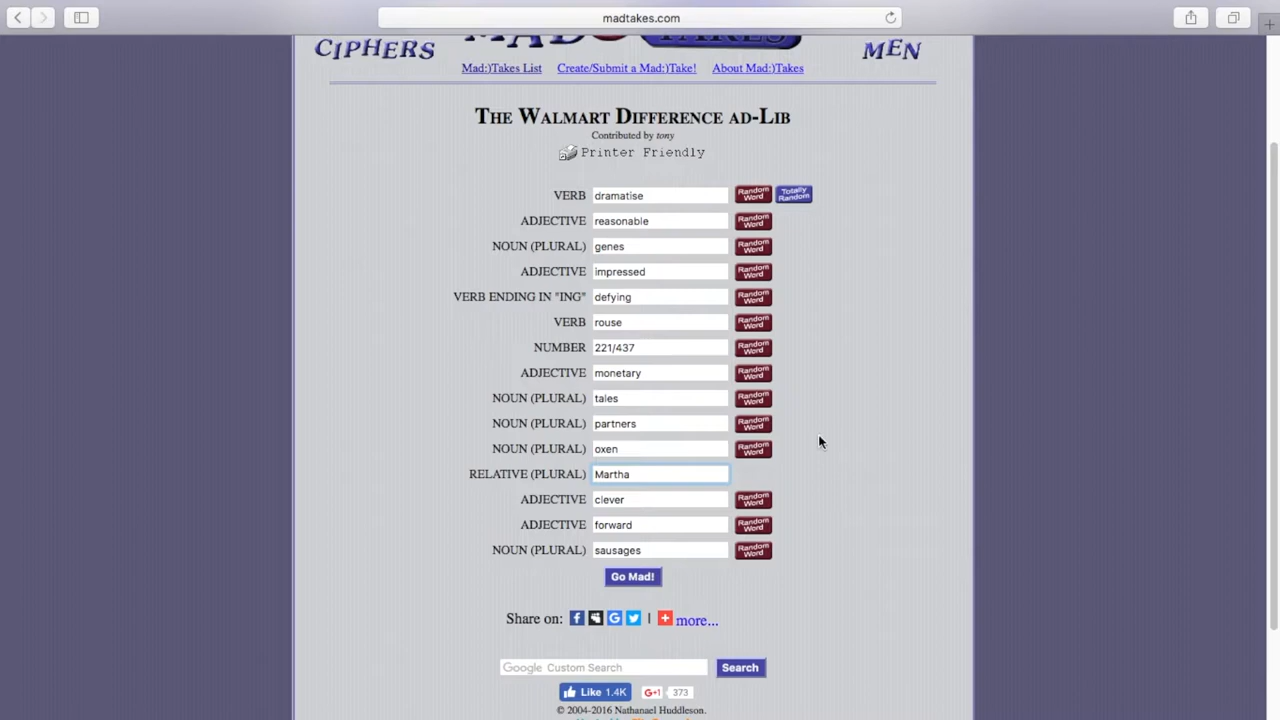 madtakes.com
CIPHERS
MAD TAKES
MEN
Mad:)Takes List Create/Submit a Mad:)Take! About Mad:)Takes
The Walmart Difference ad-Lib
Contributed by tony
Printer Friendly
VERB dramatise Random Word Totally Random
ADJECTIVE reasonable Random Word
NOUN (PLURAL) genes Random Word
ADJECTIVE impressed Random Word
VERB ENDING IN "ING" defying Random Word
VERB rouse Random Word
NUMBER 221/437 Random Word
ADJECTIVE monetary Random Word
NOUN (PLURAL) tales Random Word
NOUN (PLURAL) partners Random Word
NOUN (PLURAL) oxen Random Word
RELATIVE (PLURAL) Martha
ADJECTIVE clever Random Word
ADJECTIVE forward Random Word
NOUN (PLURAL) sausages Random Word
Go Mad!
Share on: | more...
Google Custom Search Search
Like 1.4K G+1 373
© 2004-2016 Nathanael Huddleson.